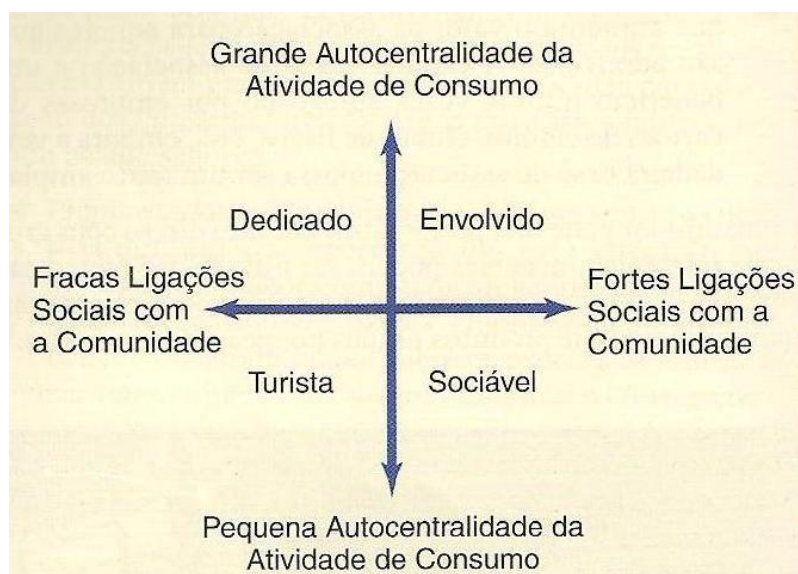 Grande Autocentralidade da
Atividade de Consumo
Dedicado
Envolvido
Fracas Ligações
Sociais com
a Comunidade
Fortes Ligações
Sociais com a
Comunidade
Turista
Sociável
Pequena Autocentralidade da
Atividade de Consumo